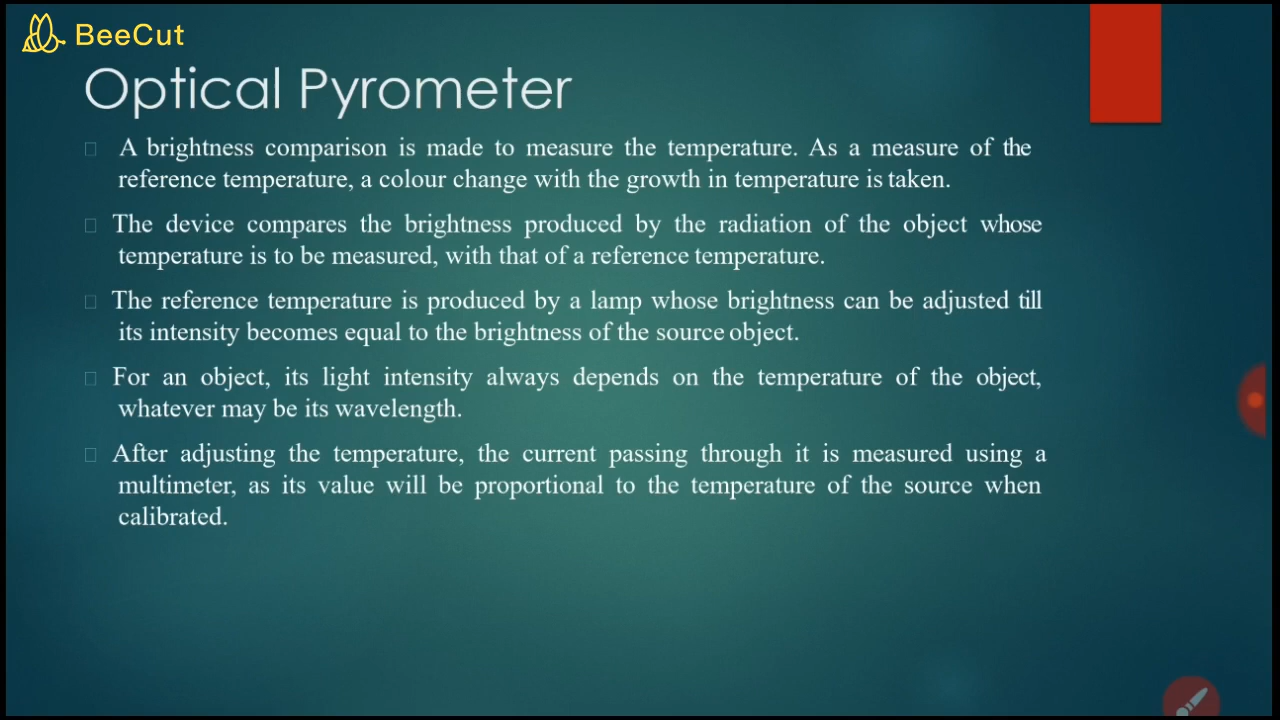 BeeCut
Optical Pyrometer
A brightness comparison is made to measure the temperature. As a measure of the
reference temperature, a colour change with the growth in temperature is taken.
The device compares the brightness produced by the radiation of the object whose
temperature is to be measured, with that of a reference temperature.
The reference temperature is produced by a lamp whose brightness can be adjusted till
its intensity becomes equal to the brightness of the source object.
For an object, its light intensity always depends on the temperature of the object,
whatever may be its wavelength.
After adjusting the temperature, the current passing through it is measured using a
multimeter, as its value will be proportional to the temperature of the source when
calibrated.